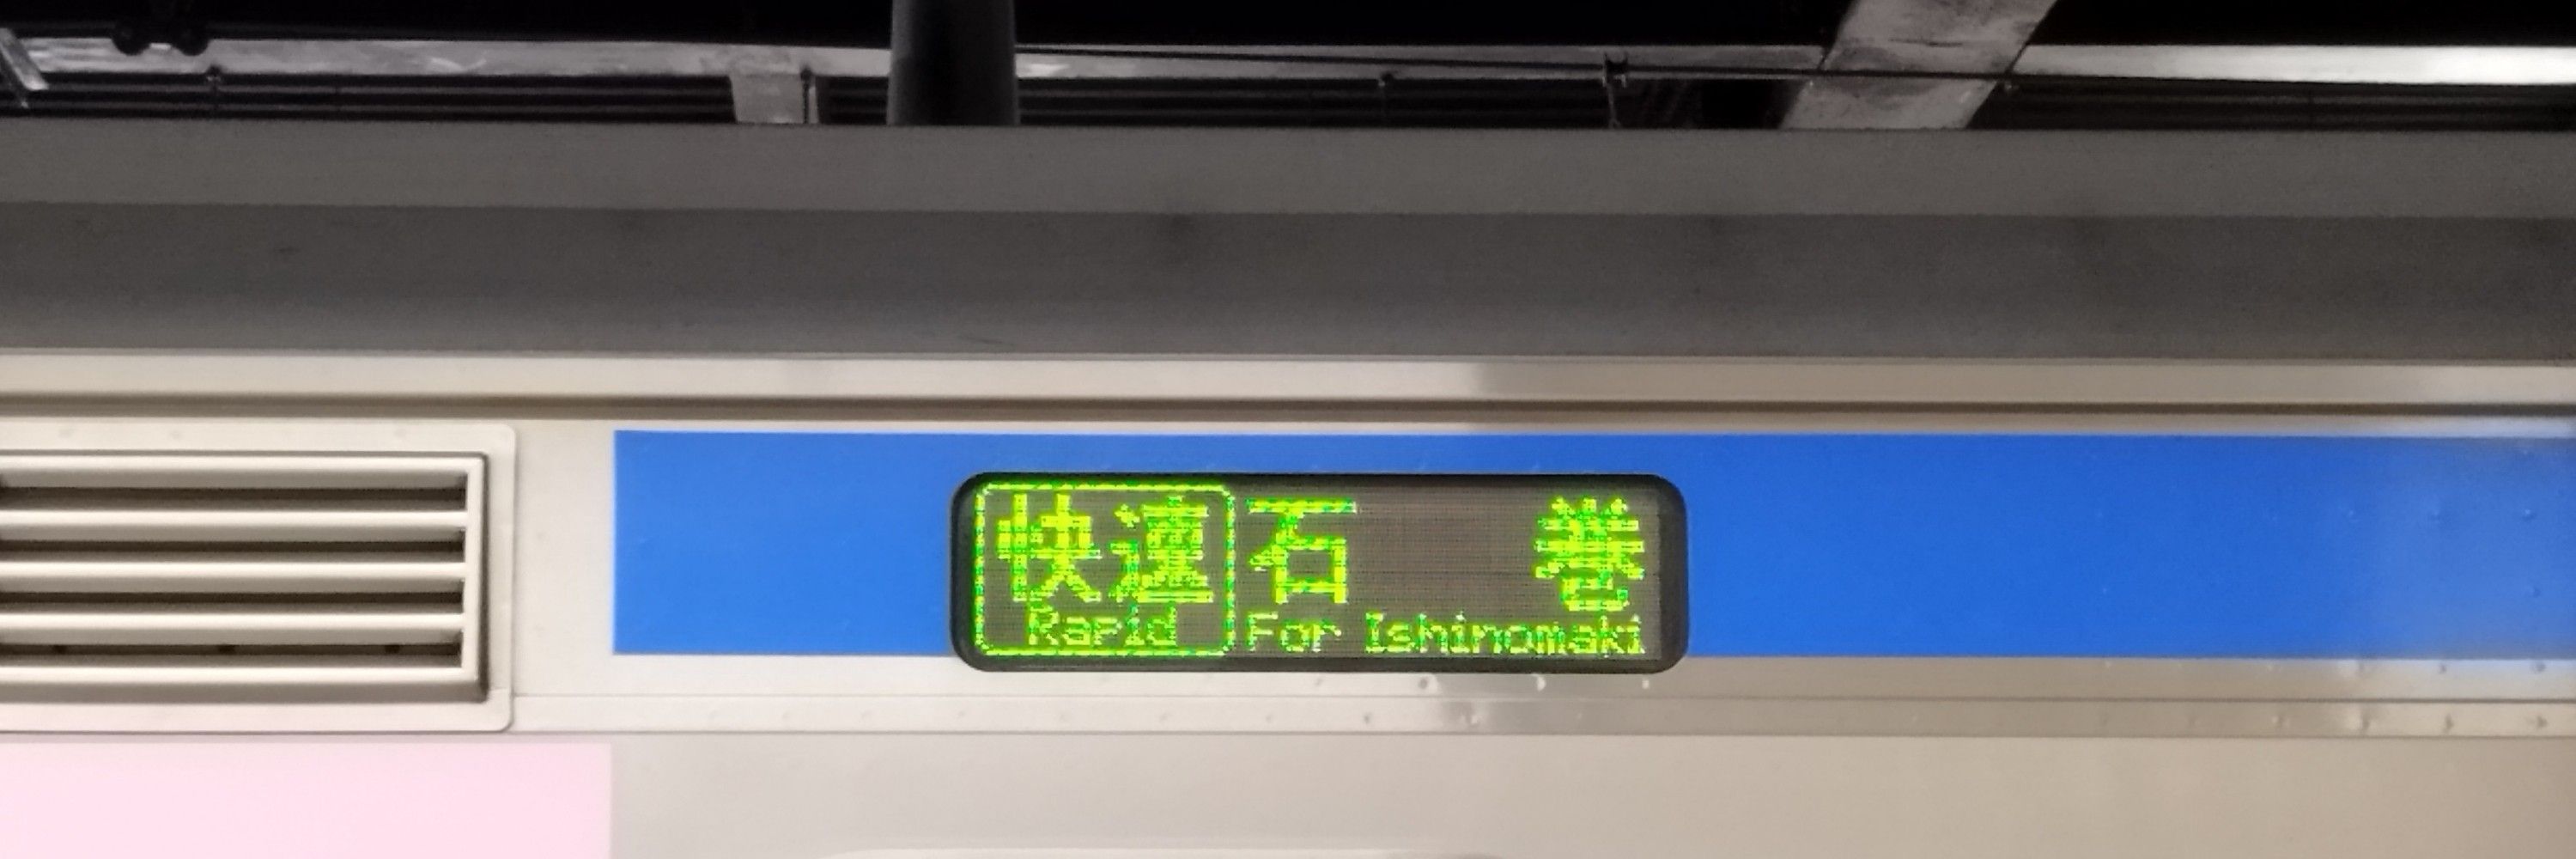 快速 石巻
Rapid For Ishinomaki